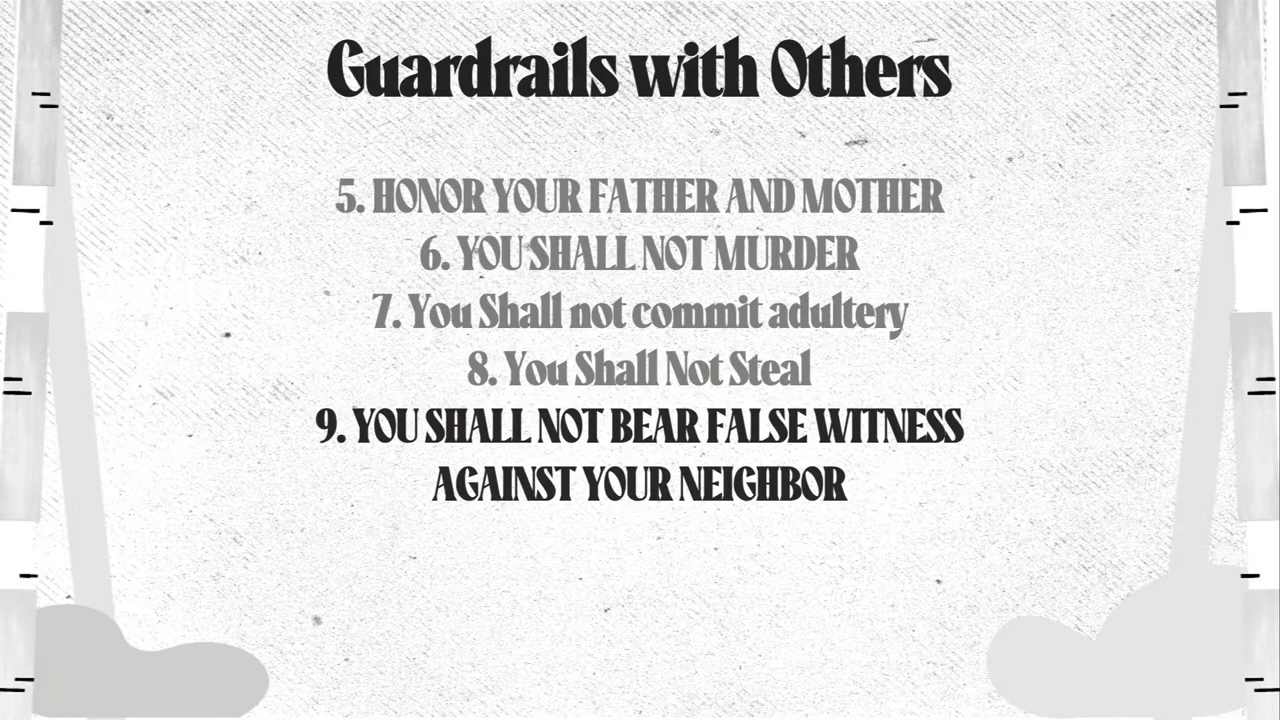 Guardrails with Others
5. HONOR YOUR FATHER AND MOTHER
6. YOU SHALL NOT MURDER
7. You Shall not commit adultery
8. You Shall Not Steal
9. YOU SHALL NOT BEAR FALSE WITNESS
AGAINST YOUR NEIGHBOR